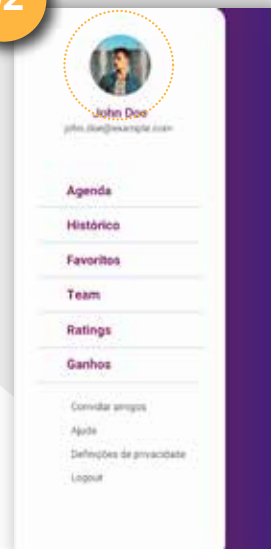 02
John Doe
john.doe@example.com
Agenda
Histórico
Favoritos
Team
Ratings
Ganhos
Convidar amigos
Ajuda
Definições de privacidade
Logout